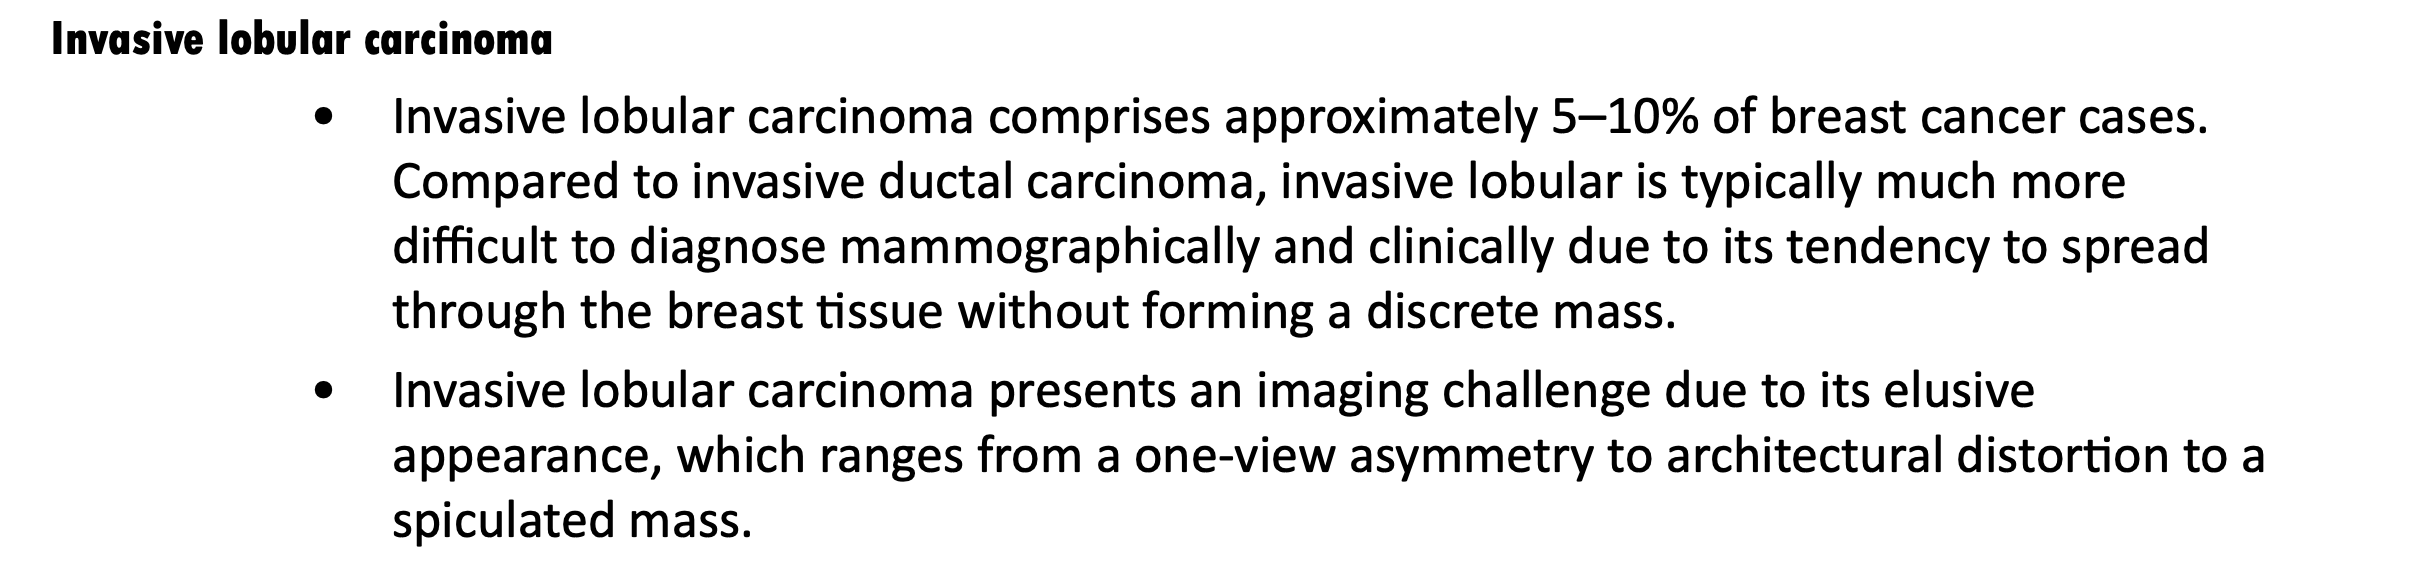 Invasive lobular carcinoma
• Invasive lobular carcinoma comprises approximately 5–10% of breast cancer cases.
Compared to invasive ductal carcinoma, invasive lobular is typically much more
difficult to diagnose mammographically and clinically due to its tendency to spread
through the breast tissue without forming a discrete mass.
• Invasive lobular carcinoma presents an imaging challenge due to its elusive
appearance, which ranges from a one-view asymmetry to architectural distortion to a
spiculated mass.